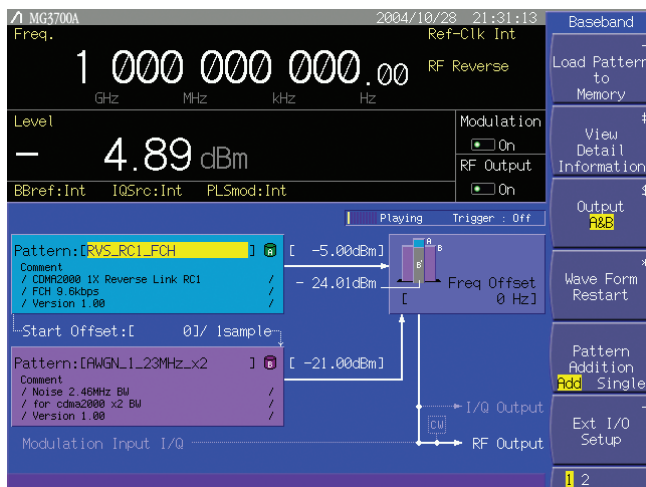 MG3700A 2004/10/28 21:31:13
Baseband
Freq. Ref-Clk Int
1 000 000 000.00 RF Reverse
GHz MHz kHz Hz
Level Modulation
On
- 4.89 dBm
RF Output
On
BBref:Int IQSrc:Int PLSmod:Int
Playing Trigger : Off
Pattern:[RVS_RC1_FCH ] A [ -5.00dBm]
Comment
/ CDMA2000 1X Reverse Link RC1 /
/ FCH 9.6kbps /
/ Version 1.00 /
- 24.01dBm
A
B
B'
Freq Offset
[ 0 Hz]
Start Offset:[ 0]/ 1sample
Pattern:[AWGN_1_23MHz_x2 ] B [ -21.00dBm]
Comment
/ Noise 2.46MHz BW /
/ for cdma2000 x2 BW /
/ Version 1.00 /
I/Q Output
CW
Modulation Input I/Q RF Output
Load Pattern
to
Memory
View
Detail
Information
Output
A&B
Wave Form
Restart
*
Pattern
Addition
Add Single
Ext I/O
Setup
1 2